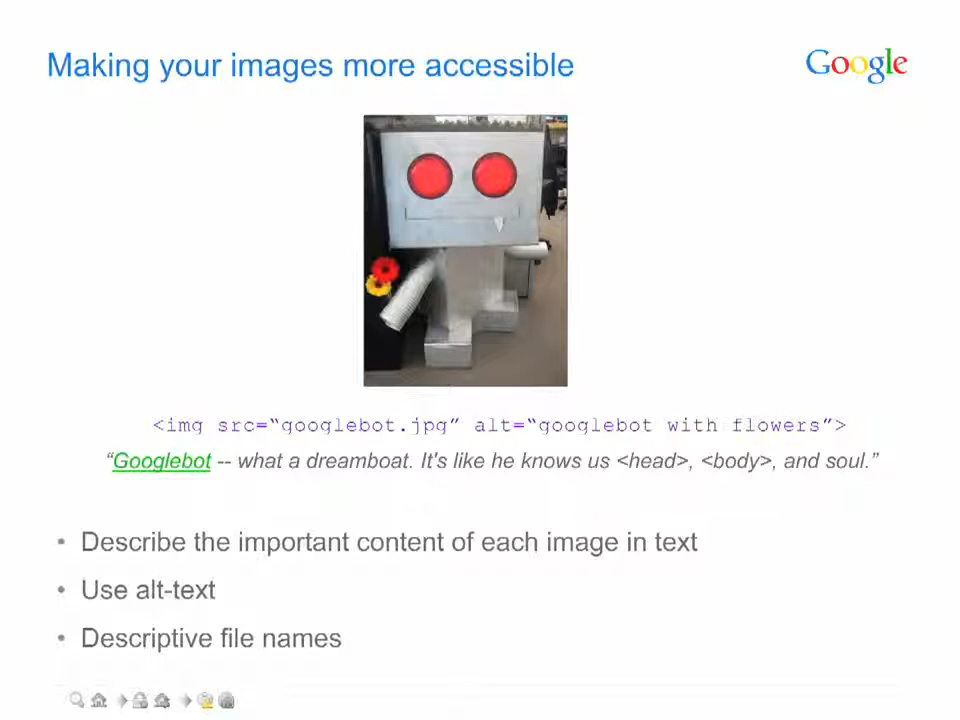 Making your images more accessible
Google
<img src=“googlebot.jpg” alt=“googlebot with flowers”>
“Googlebot -- what a dreamboat. It's like he knows us <head>, <body>, and soul.”
• Describe the important content of each image in text
• Use alt-text
• Descriptive file names